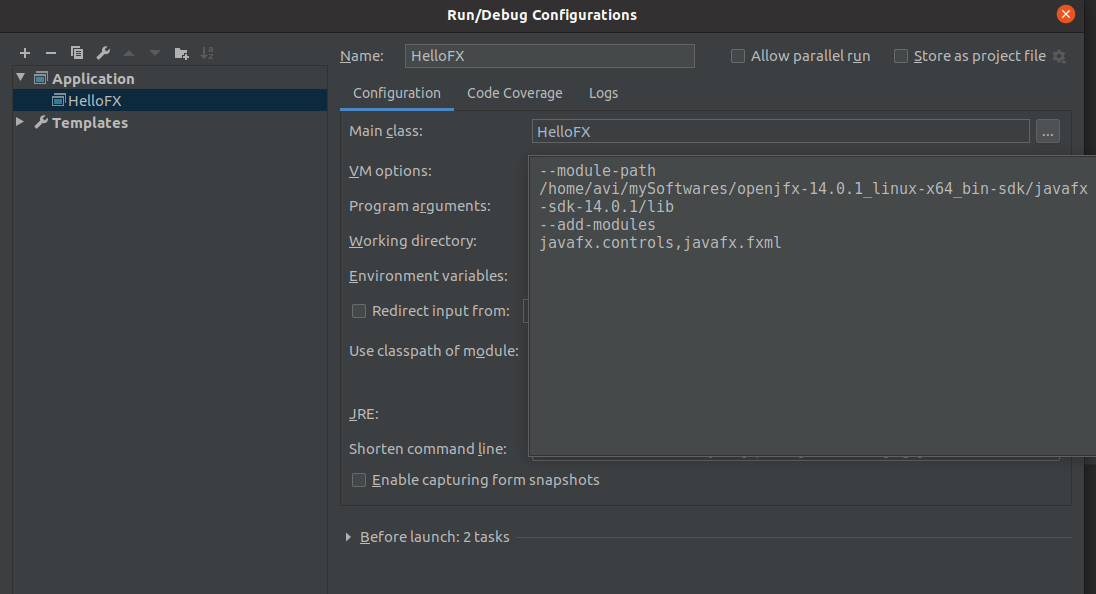 Run/Debug Configurations
Name: HelloFX Allow parallel run Store as project file
Application
HelloFX
Templates
Configuration Code Coverage Logs
Main class: HelloFX ...
VM options:
--module-path
/home/avi/mySoftwares/openjfx-14.0.1_linux-x64_bin-sdk/javafx
-sdk-14.0.1/lib
--add-modules
javafx.controls,javafx.fxml
Program arguments:
Working directory:
Environment variables:
Redirect input from:
Use classpath of module:
JRE:
Shorten command line:
Enable capturing form snapshots
Before launch: 2 tasks